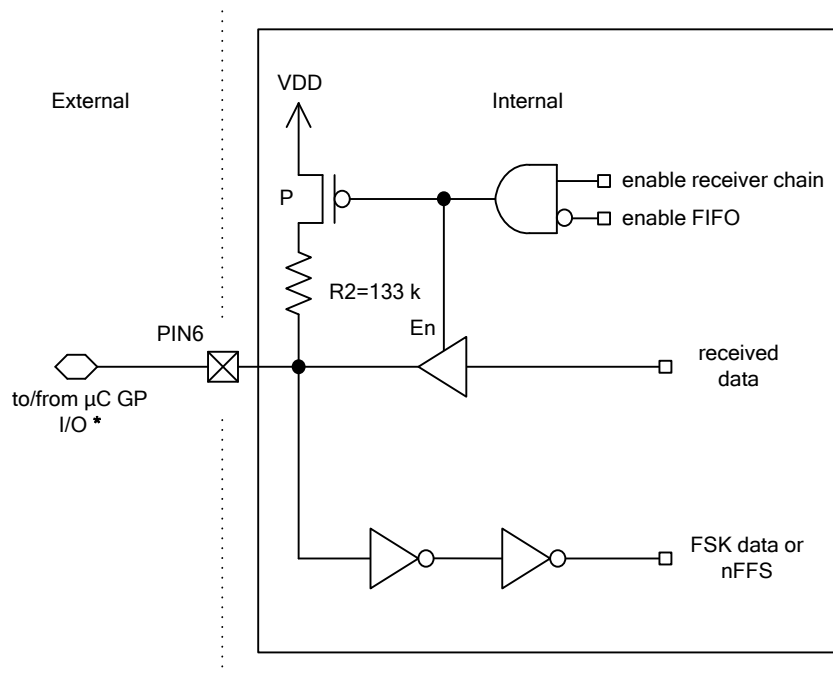 External
Internal
VDD
P
enable receiver chain
enable FIFO
R2=133 k
En
PIN6
received
data
to/from µC GP
I/O *
FSK data or
nFFS